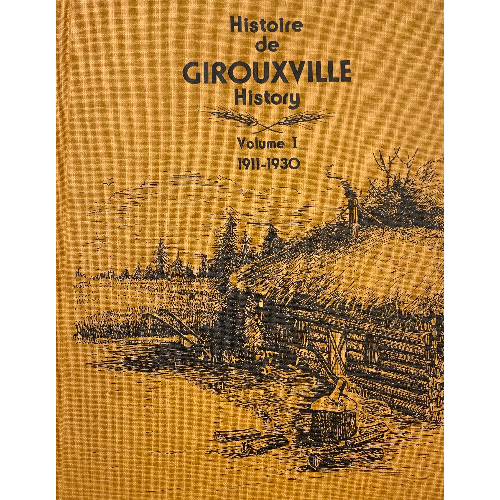 Histoire
de
GIROUXVILLE
History
Volume I
1911-1930